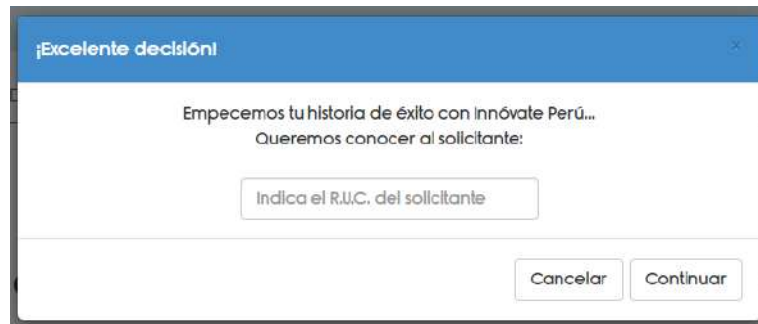 ¡Excelente decisión!
×
Empecemos tu historia de éxito con Innóvate Perú...
Queremos conocer al solicitante:
Indica el R.U.C. del solicitante
Cancelar
Continuar